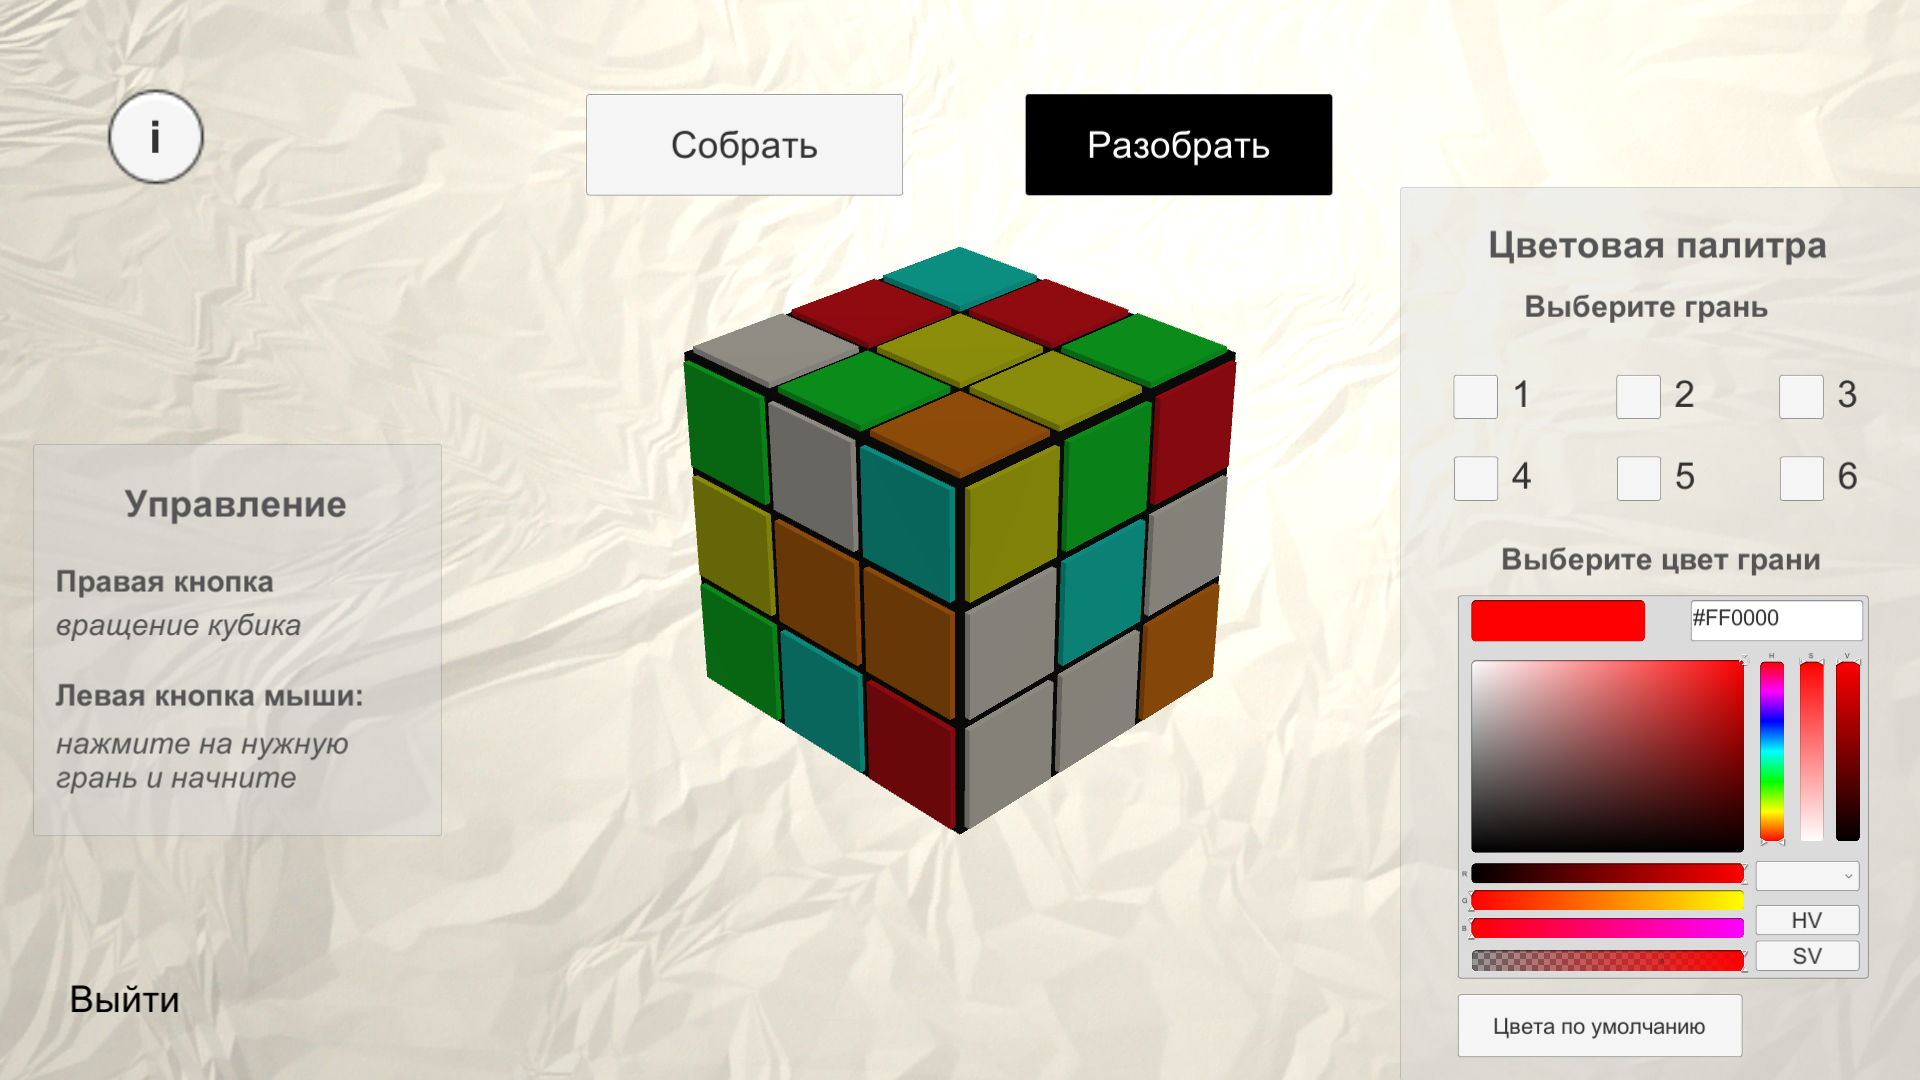 i
Собрать
Разобрать
Управление
Правая кнопка
вращение кубика
Левая кнопка мыши:
нажмите на нужную
грань и начните
Выйти
Цветовая палитра
Выберите грань
1 2 3
4 5 6
Выберите цвет грани
#FF0000
H S V
R
G
B
HV
SV
Цвета по умолчанию